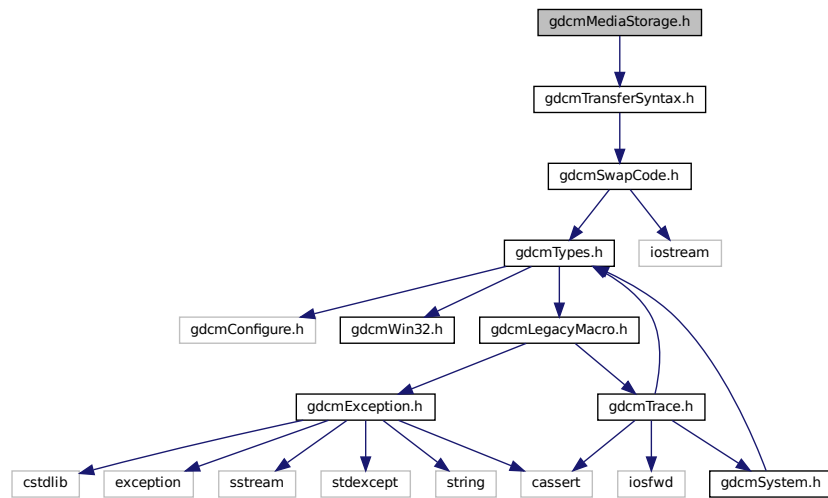 gdcmMediaStorage.h
gdcmTransferSyntax.h
gdcmSwapCode.h
gdcmTypes.h
iostream
gdcmConfigure.h
gdcmWin32.h
gdcmLegacyMacro.h
gdcmException.h
gdcmTrace.h
cstdlib
exception
sstream
stdexcept
string
cassert
iosfwd
gdcmSystem.h